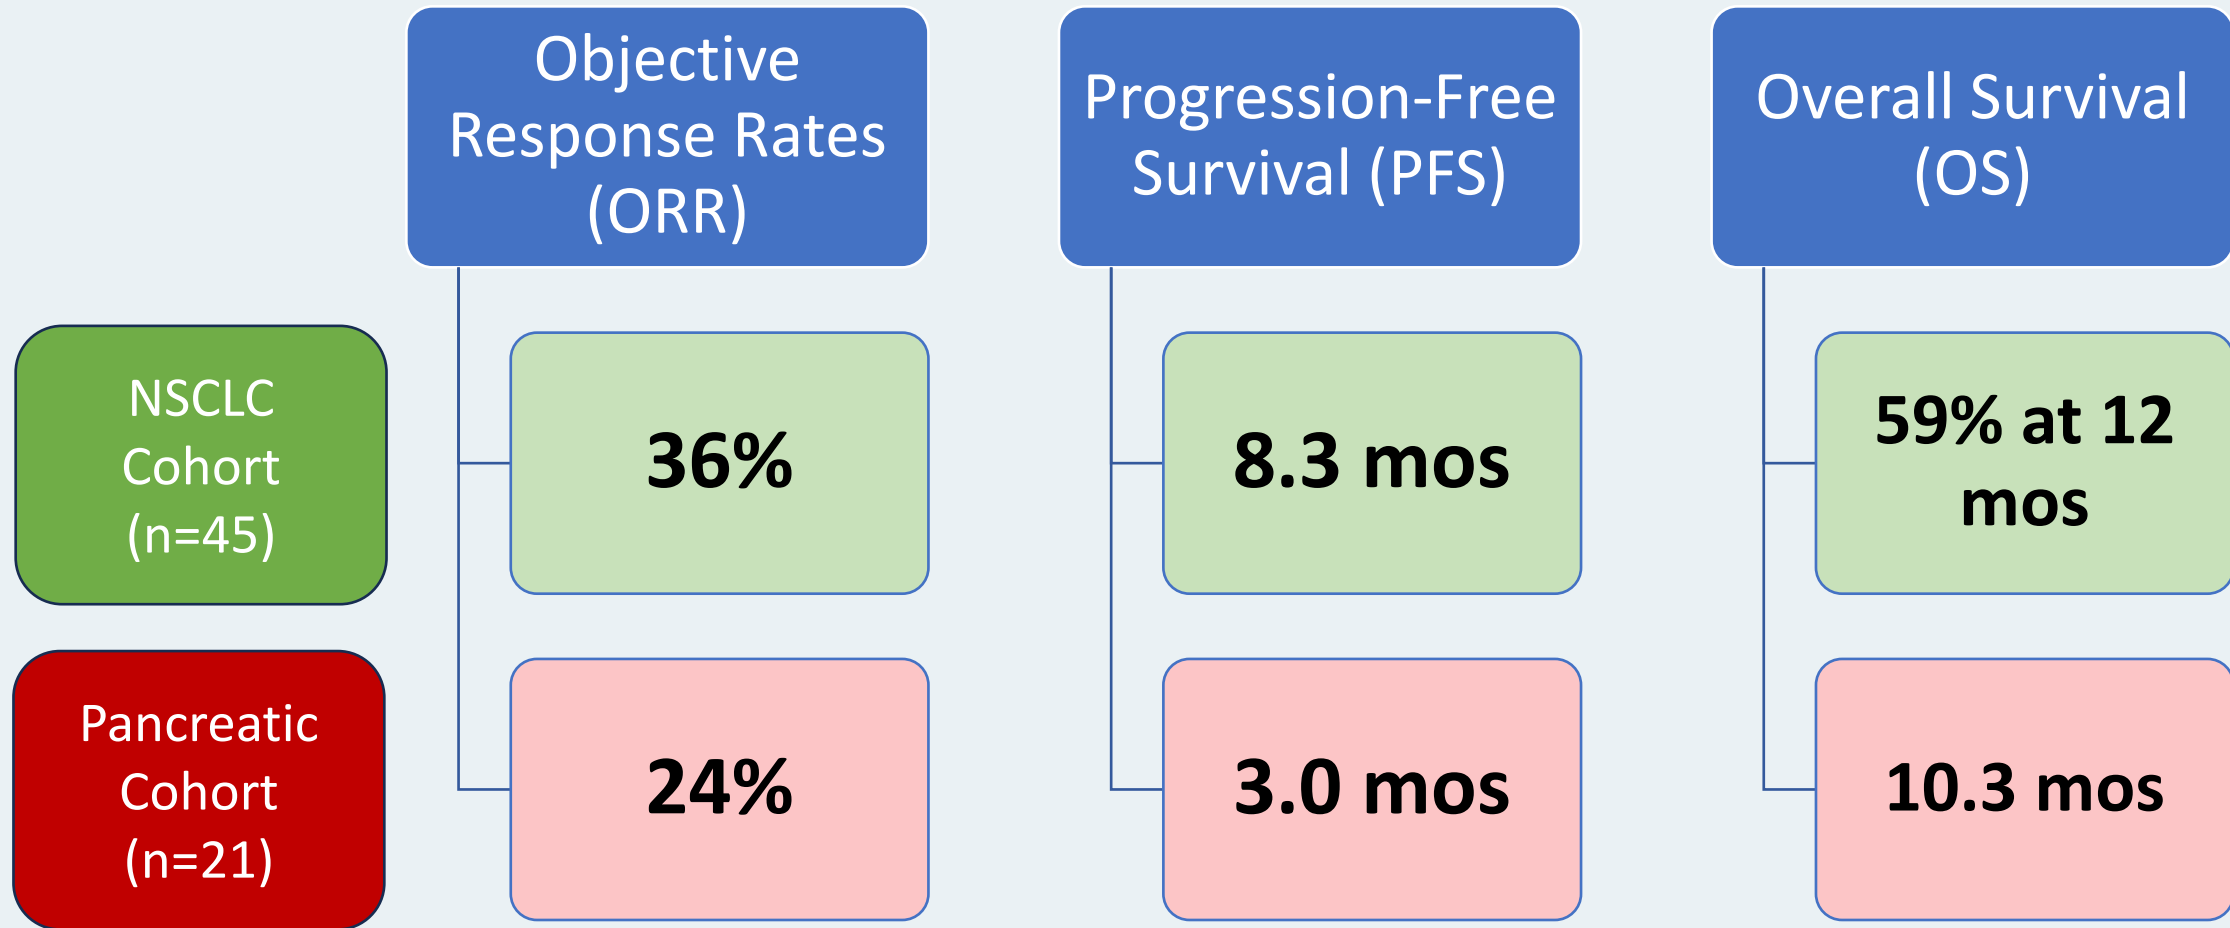 Objective
Response Rates
(ORR)
Progression-Free
Survival (PFS)
Overall Survival
(OS)
NSCLC
Cohort
(n=45)
36%
8.3 mos
59% at 12
mos
Pancreatic
Cohort
(n=21)
24%
3.0 mos
10.3 mos